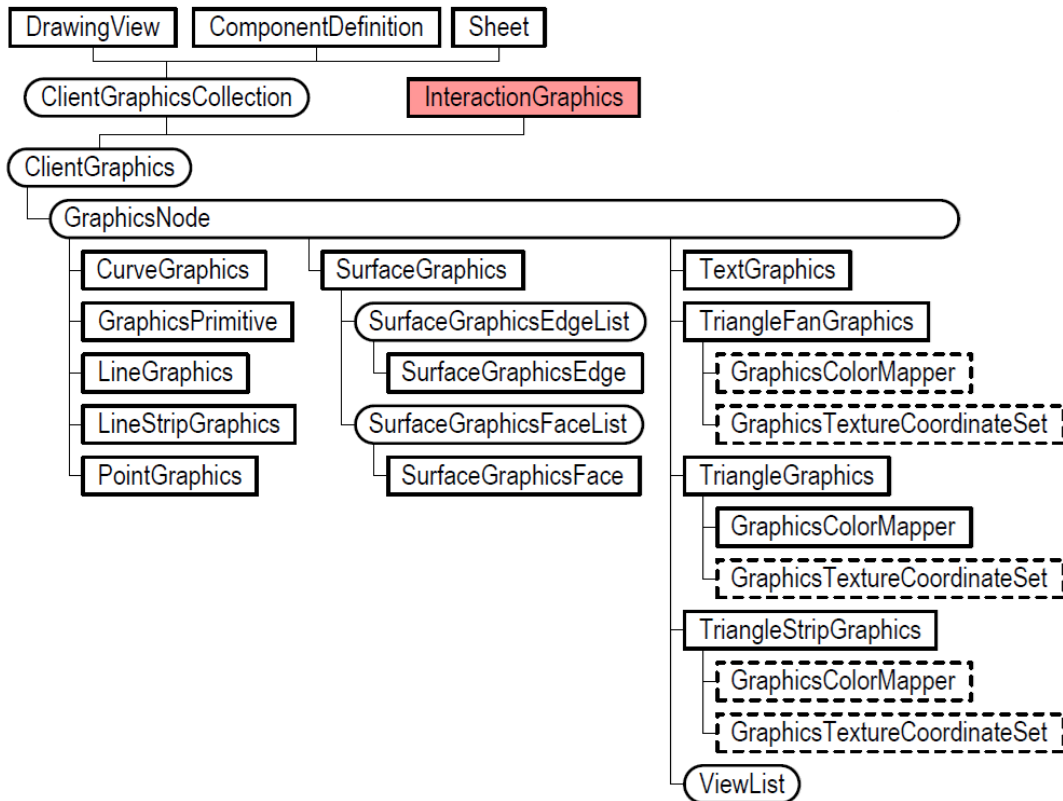 DrawingView
ComponentDefinition
Sheet
ClientGraphicsCollection
InteractionGraphics
ClientGraphics
GraphicsNode
CurveGraphics
GraphicsPrimitive
LineGraphics
LineStripGraphics
PointGraphics
SurfaceGraphics
SurfaceGraphicsEdgeList
SurfaceGraphicsEdge
SurfaceGraphicsFaceList
SurfaceGraphicsFace
TextGraphics
TriangleFanGraphics
GraphicsColorMapper
GraphicsTextureCoordinateSet
TriangleGraphics
GraphicsColorMapper
GraphicsTextureCoordinateSet
TriangleStripGraphics
GraphicsColorMapper
GraphicsTextureCoordinateSet
ViewList